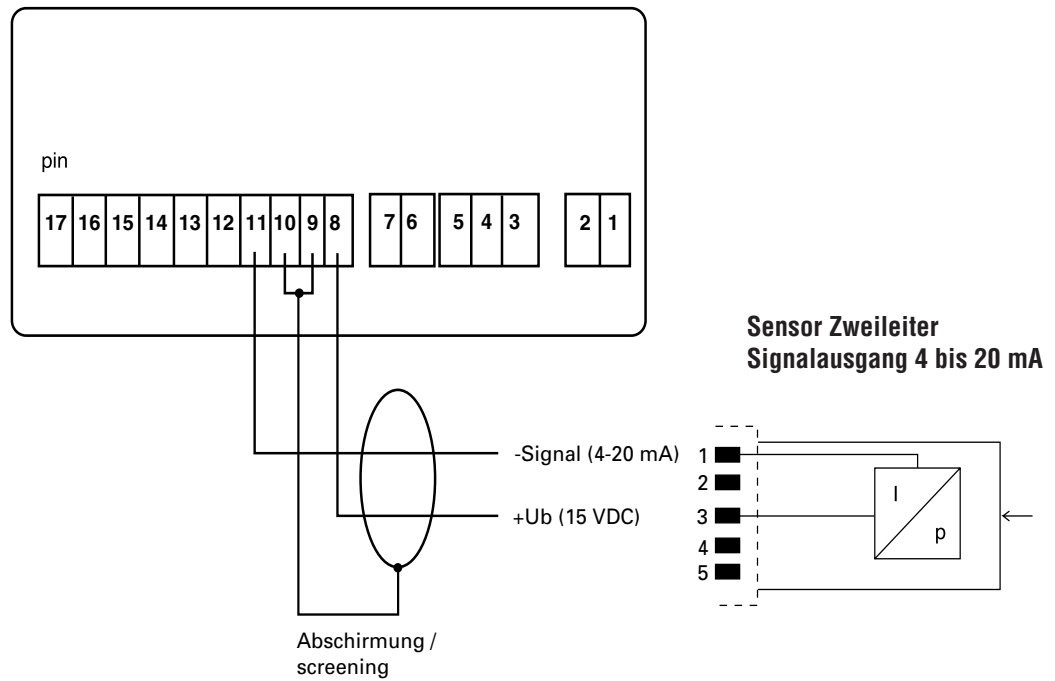 pin
17 16 15 14 13 12 11 10 9 8 7 6 5 4 3 2 1
Sensor Zweileiter
Signalausgang 4 bis 20 mA
-Signal (4-20 mA) 1
2
+Ub (15 VDC) 3
4
5
I
p
Abschirmung /
screening